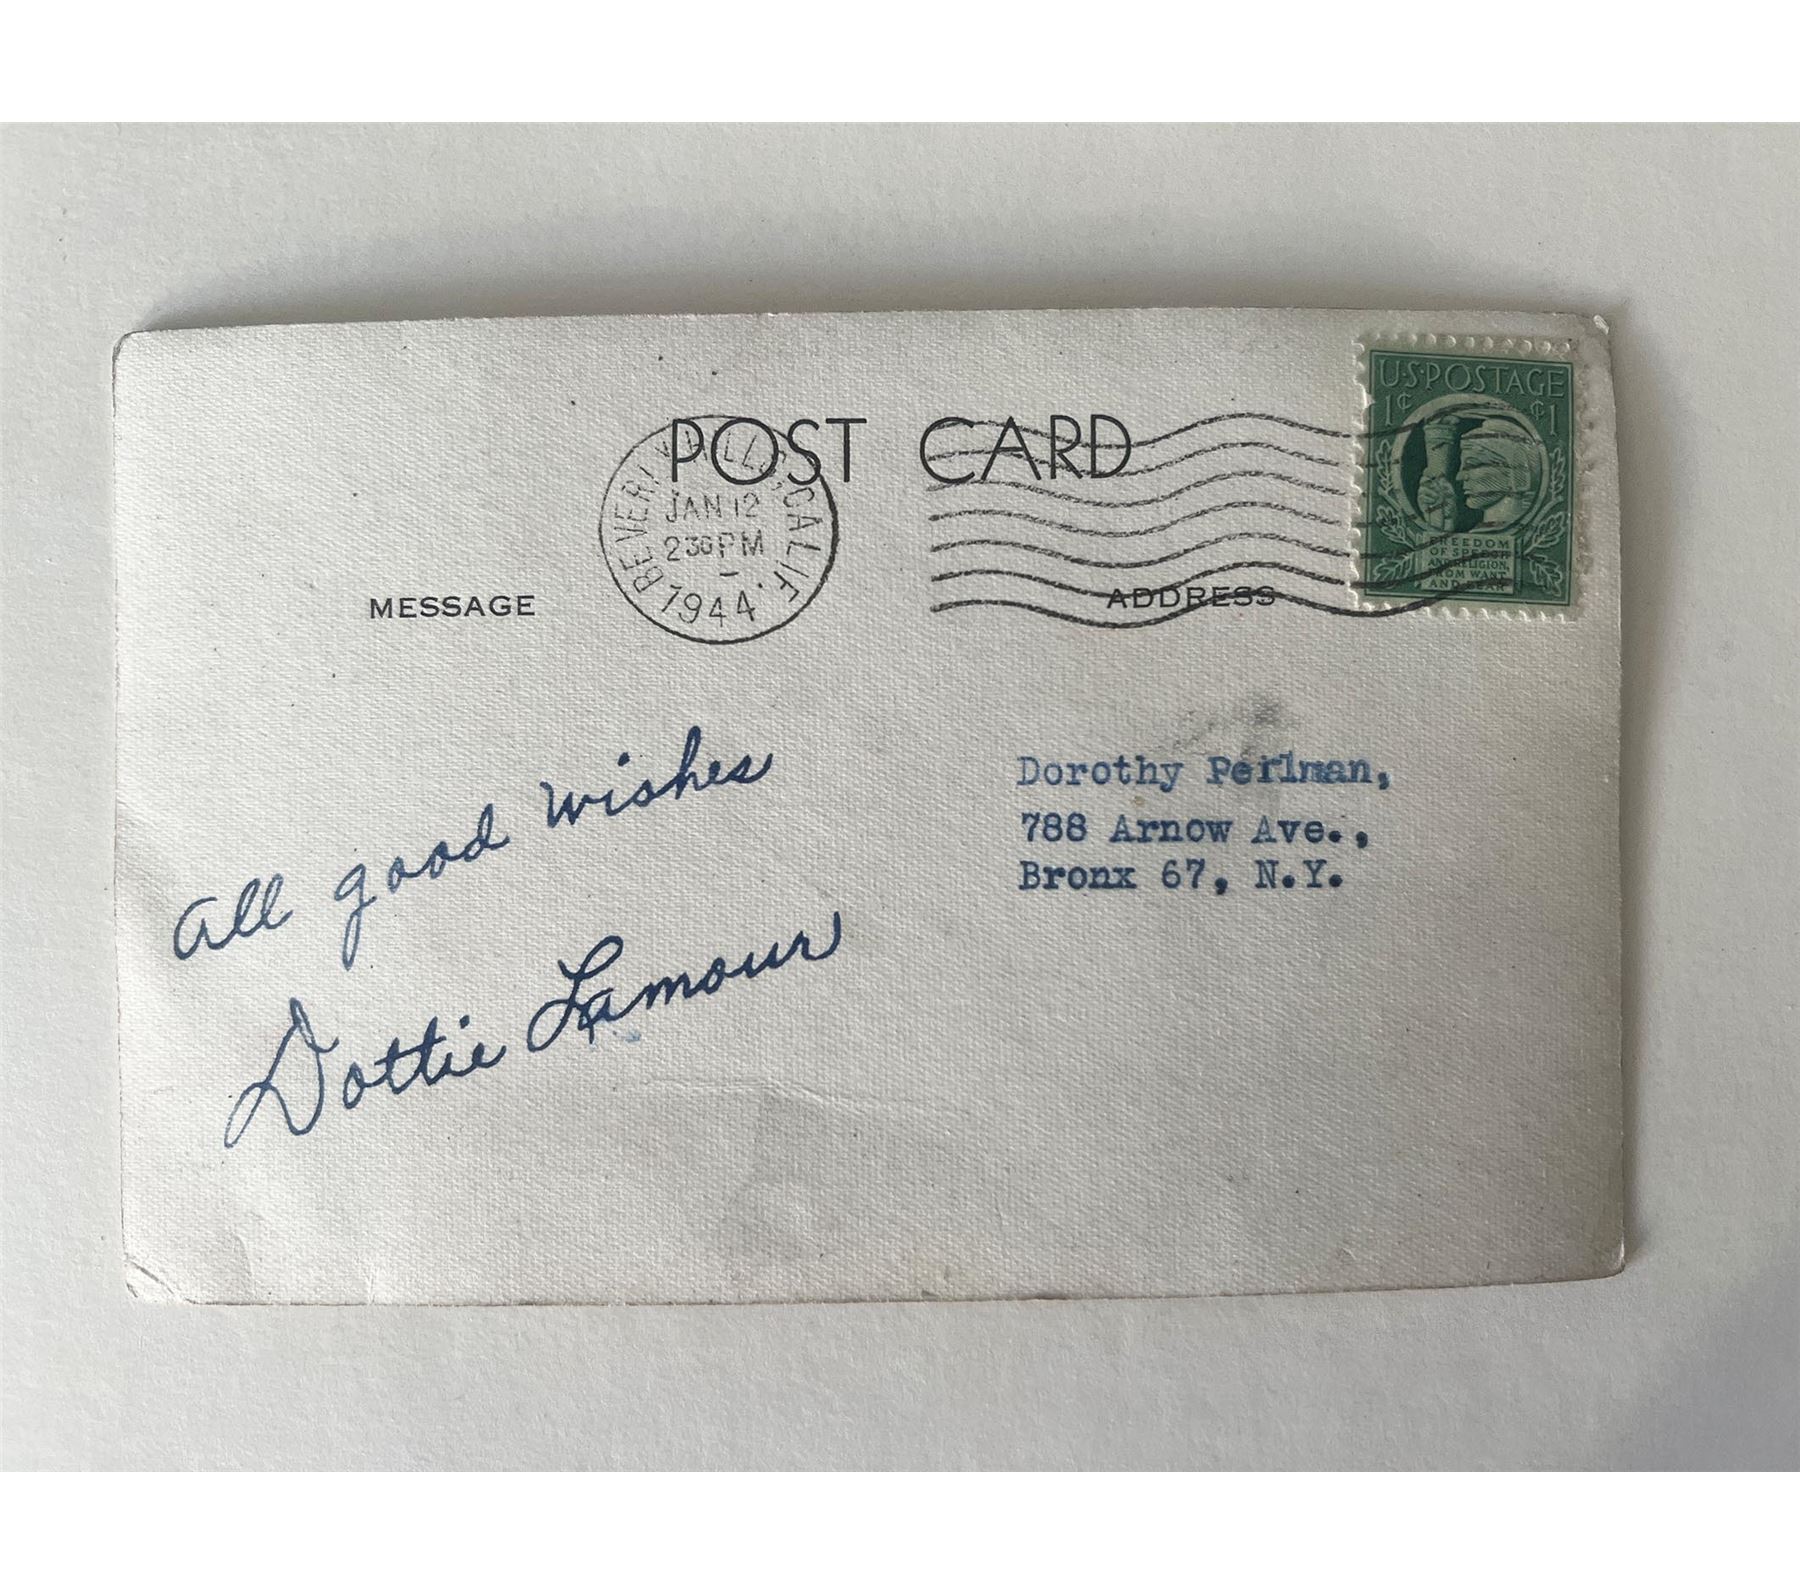 POST CARD
BEVERLY HILLS, CALIF.
JAN 12
2 30 PM
1944
U.S. POSTAGE
1¢ ¢1
FREEDOM
OF SPEECH
AND RELIGION,
FROM WANT
AND FEAR
MESSAGE
ADDRESS
All good wishes
Dottie Lamour
Dorothy Perlman,
788 Arnow Ave.,
Bronx 67, N.Y.